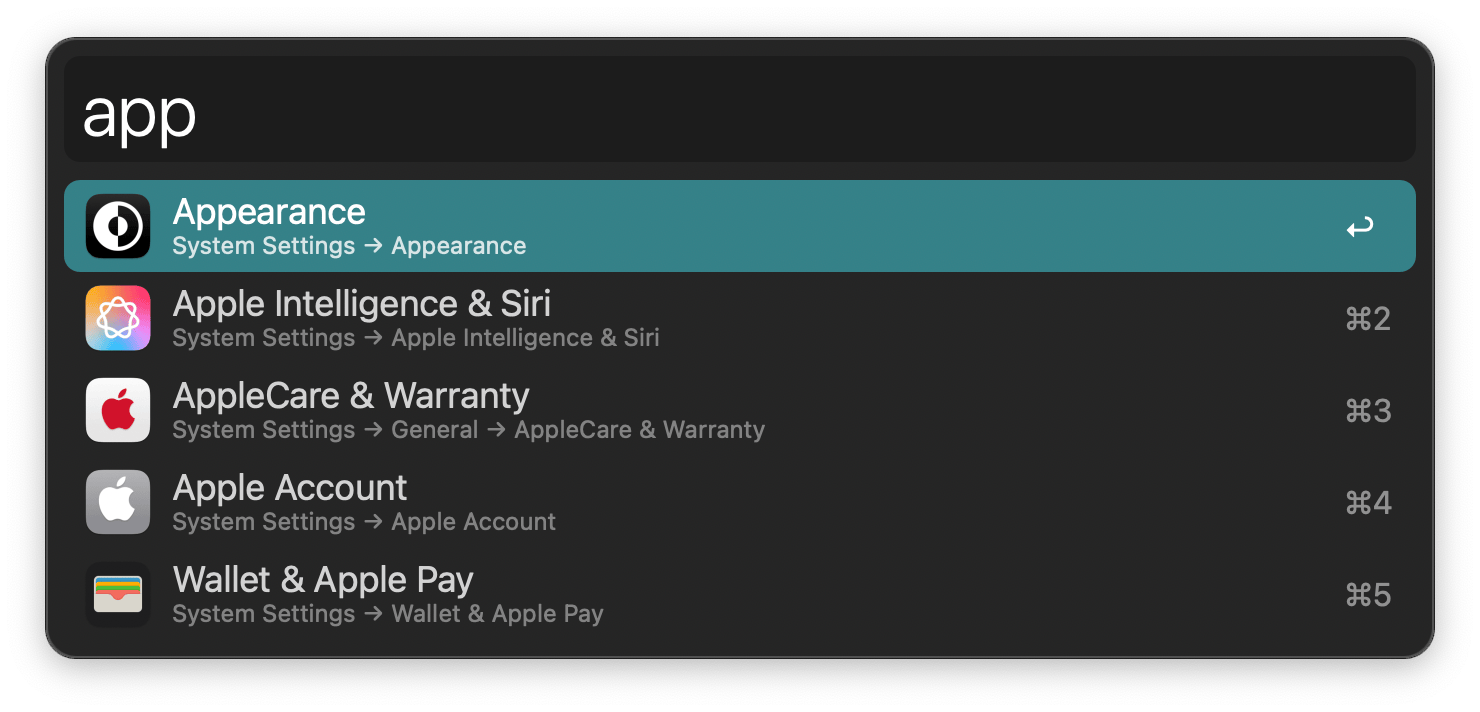 app
Appearance
System Settings → Appearance
↩
Apple Intelligence & Siri
System Settings → Apple Intelligence & Siri
⌘2
AppleCare & Warranty
System Settings → General → AppleCare & Warranty
⌘3
Apple Account
System Settings → Apple Account
⌘4
Wallet & Apple Pay
System Settings → Wallet & Apple Pay
⌘5